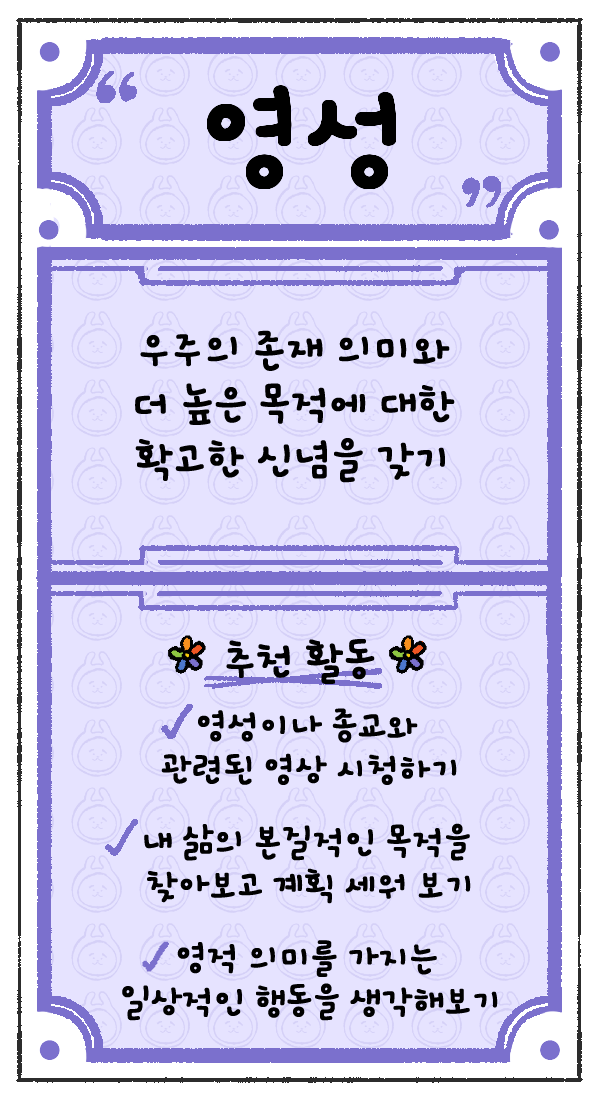 “ 영성 ”
우주의 존재 의미와
더 높은 목적에 대한
확고한 신념을 갖기
추천 활동
영성이나 종교와
관련된 영상 시청하기
내 삶의 본질적인 목적을
찾아보고 계획 세워 보기
영적 의미를 가지는
일상적인 행동을 생각해보기